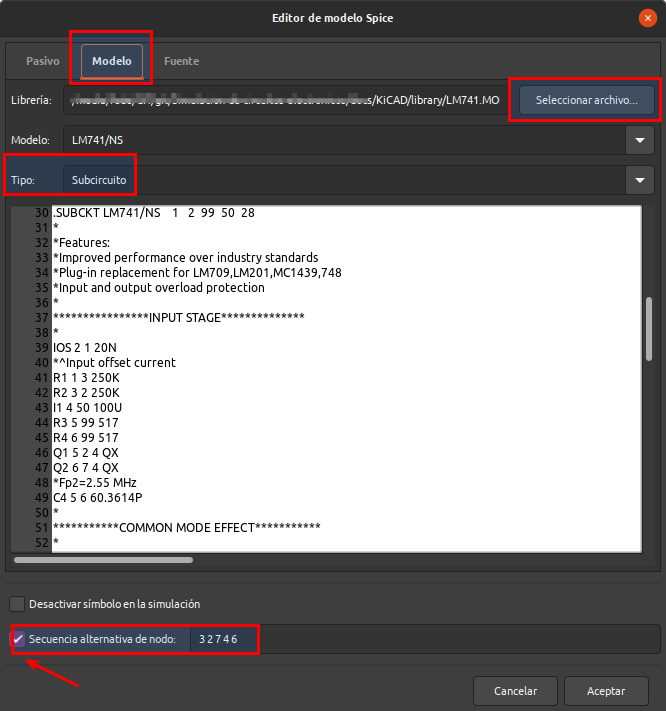 Editor de modelo Spice
Pasivo Modelo Fuente
Librería: /KiCAD/library/LM741.MO Seleccionar archivo...
Modelo: LM741/NS
Tipo: Subcircuito
30 .SUBCKT LM741/NS 1 2 99 50 28
31 *
32 *Features:
33 *Improved performance over industry standards
34 *Plug-in replacement for LM709,LM201,MC1439,748
35 *Input and output overload protection
36 *
37 ****************INPUT STAGE**************
38 *
39 IOS 2 1 20N
40 *^Input offset current
41 R1 1 3 250K
42 R2 3 2 250K
43 I1 4 50 100U
44 R3 5 99 517
45 R4 6 99 517
46 Q1 5 2 4 QX
47 Q2 6 7 4 QX
48 *Fp2=2.55 MHz
49 C4 5 6 60.3614P
50 *
51 ***********COMMON MODE EFFECT***********
52 *
Desactivar símbolo en la simulación
Secuencia alternativa de nodo: 3 2 7 4 6
Cancelar Aceptar